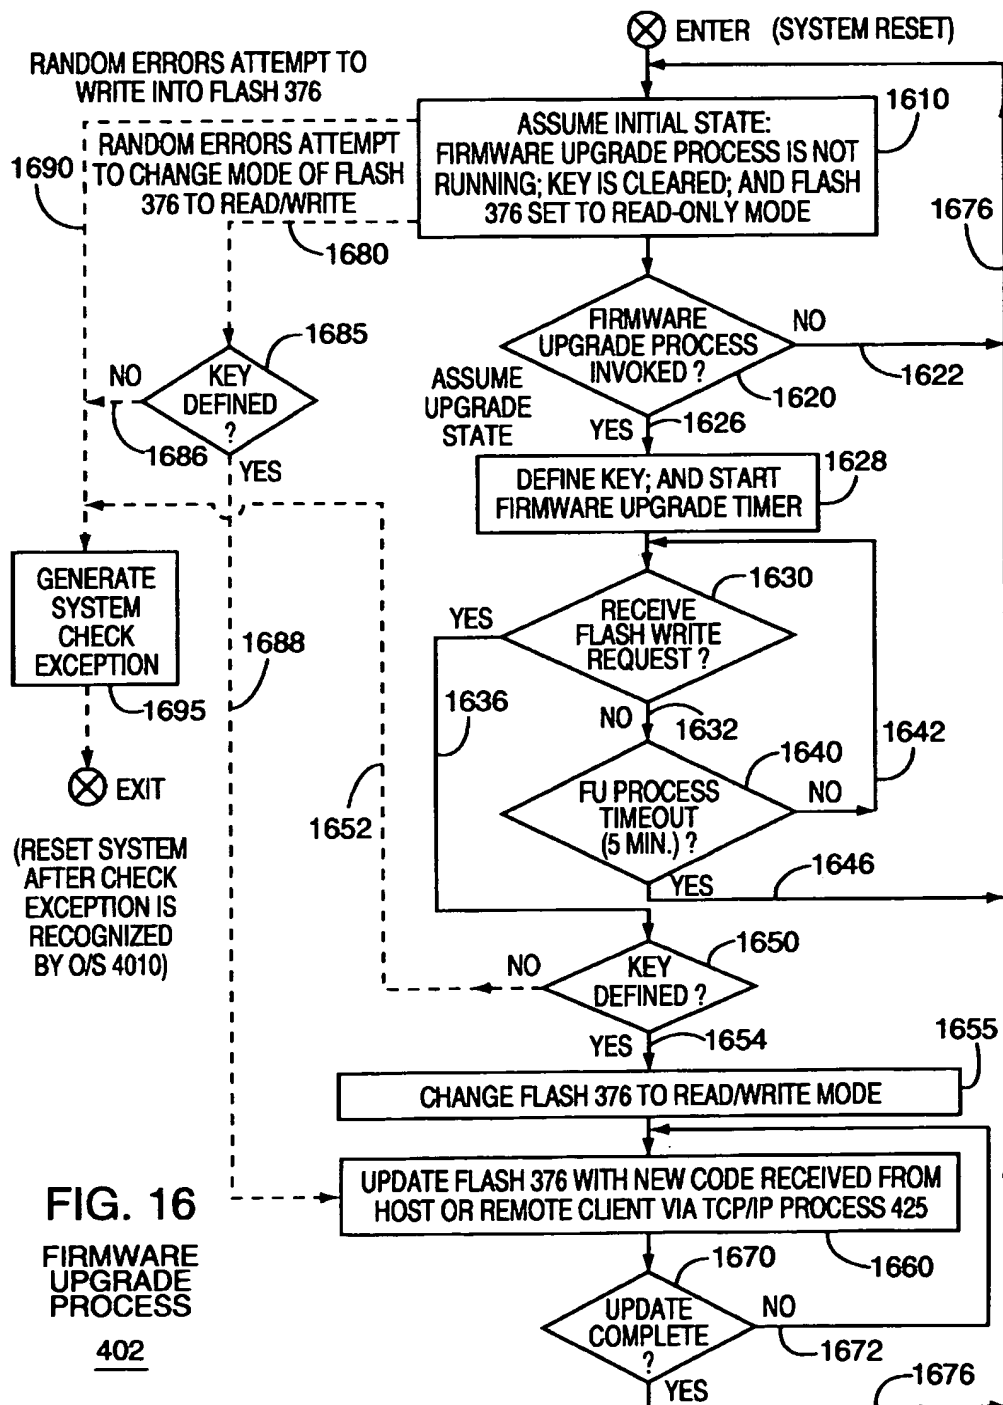 ENTER (SYSTEM RESET)
RANDOM ERRORS ATTEMPT TO
WRITE INTO FLASH 376
1610
ASSUME INITIAL STATE:
FIRMWARE UPGRADE PROCESS IS NOT
RUNNING; KEY IS CLEARED; AND FLASH
376 SET TO READ-ONLY MODE
1690
RANDOM ERRORS ATTEMPT
TO CHANGE MODE OF FLASH
376 TO READ/WRITE
1680
1676
FIRMWARE
UPGRADE PROCESS
INVOKED ?
NO
1622
1620
1685
KEY
DEFINED
?
NO
1686
YES
ASSUME
UPGRADE
STATE
YES
1626
1628
DEFINE KEY; AND START
FIRMWARE UPGRADE TIMER
GENERATE
SYSTEM
CHECK
EXCEPTION
1695
1688
1630
RECEIVE
FLASH WRITE
REQUEST ?
YES
1636
NO
1632
1640
1642
FU PROCESS
TIMEOUT
(5 MIN.) ?
NO
YES
1646
EXIT
1652
(RESET SYSTEM
AFTER CHECK
EXCEPTION IS
RECOGNIZED
BY O/S 4010)
1650
KEY
DEFINED ?
NO
YES
1654
1655
CHANGE FLASH 376 TO READ/WRITE MODE
UPDATE FLASH 376 WITH NEW CODE RECEIVED FROM
HOST OR REMOTE CLIENT VIA TCP/IP PROCESS 425
1660
1670
UPDATE
COMPLETE
?
NO
1672
YES
1676
FIG. 16
FIRMWARE
UPGRADE
PROCESS
402